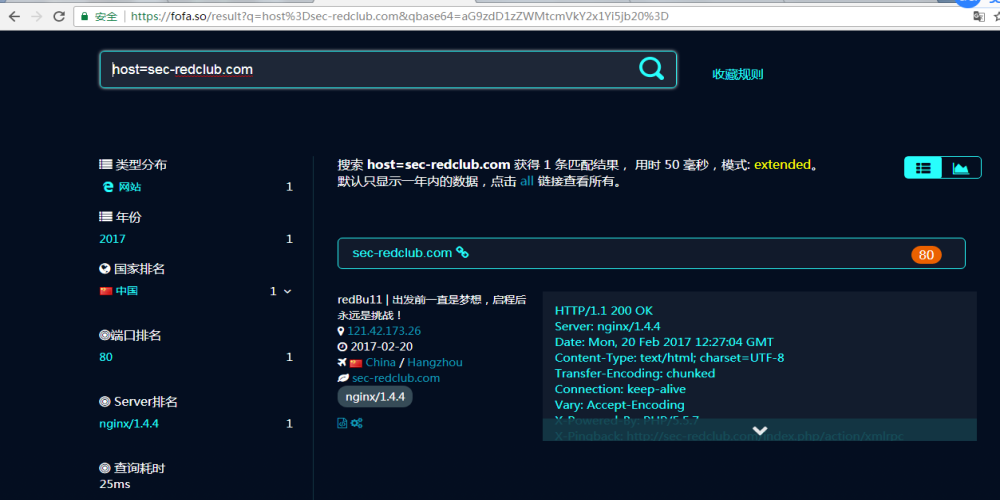 安全 https://fofa.so/result?q=host%3Dsec-redclub.com&qbase64=aG9zdD1zZWMtcmVkY2x1Yi5jb20%3D
host=sec-redclub.com
收藏规则
类型分布
网站 1
年份
2017 1
国家排名
中国 1
端口排名
80 1
Server排名
nginx/1.4.4 1
查询耗时
25ms
搜索 host=sec-redclub.com 获得 1 条匹配结果，用时 50 毫秒，模式: extended。
默认只显示一年内的数据，点击 all 链接查看所有。
sec-redclub.com 80
redBu11 | 出发前一直是梦想，启程后
永远是挑战！
121.42.173.26
2017-02-20
China / Hangzhou
sec-redclub.com
nginx/1.4.4
HTTP/1.1 200 OK
Server: nginx/1.4.4
Date: Mon, 20 Feb 2017 12:27:04 GMT
Content-Type: text/html; charset=UTF-8
Transfer-Encoding: chunked
Connection: keep-alive
Vary: Accept-Encoding
X-Powered-By: PHP/5.5.7
X-Pingback: http://sec-redclub.com/index.php/action/xmlrpc